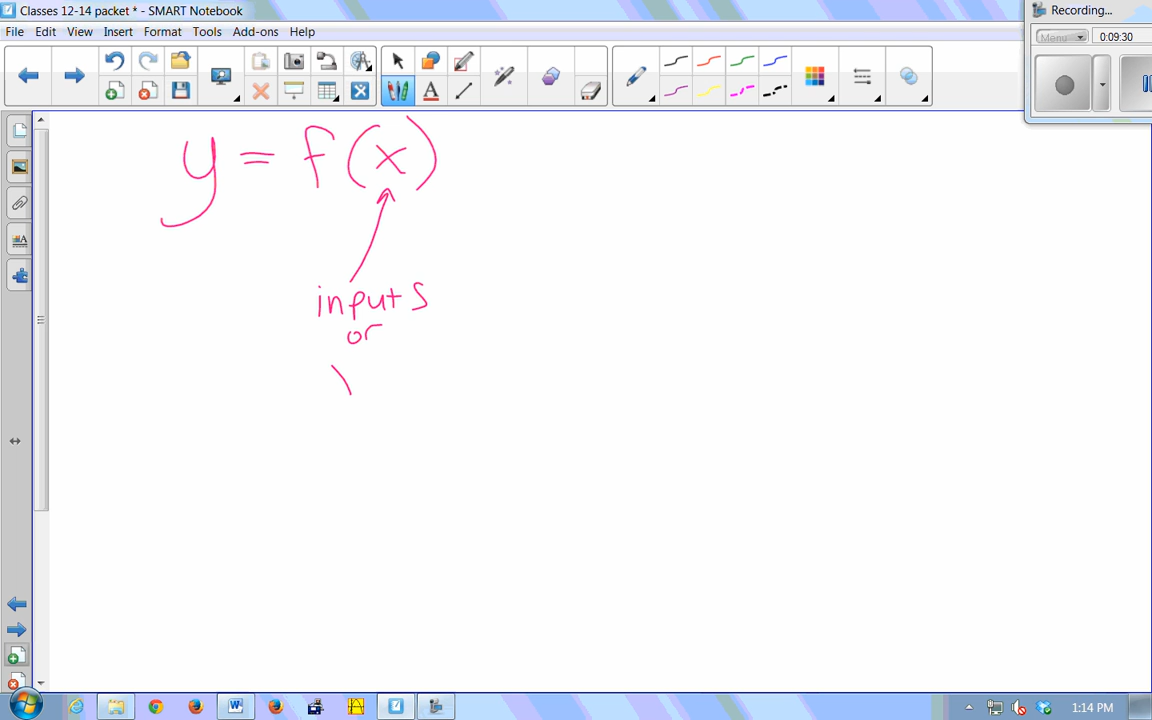 Classes 12-14 packet * - SMART Notebook
Recording...
File Edit View Insert Format Tools Add-ons Help
Menu 0:09:30
y = f(x)
inputs
or
1:14 PM